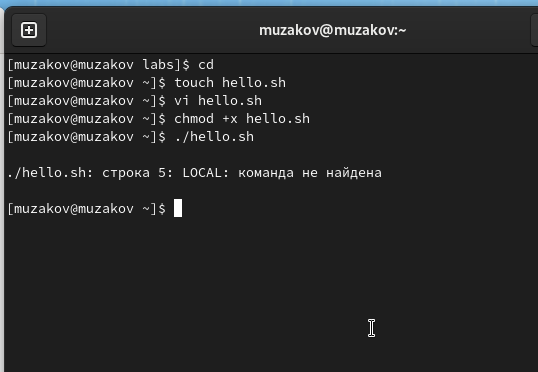 muzakov@muzakov:~
[muzakov@muzakov labs]$ cd
[muzakov@muzakov ~]$ touch hello.sh
[muzakov@muzakov ~]$ vi hello.sh
[muzakov@muzakov ~]$ chmod +x hello.sh
[muzakov@muzakov ~]$ ./hello.sh
./hello.sh: строка 5: LOCAL: команда не найдена
[muzakov@muzakov ~]$